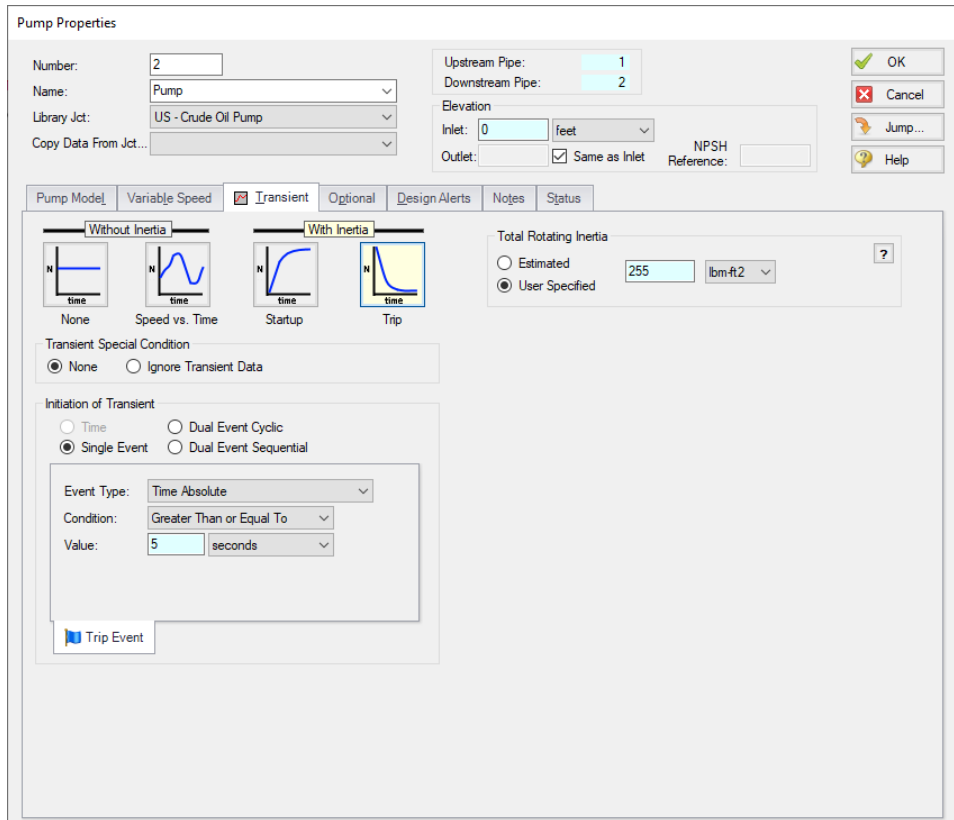 Pump Properties
Number: 2
Name: Pump
Library Jct: US - Crude Oil Pump
Copy Data From Jct...
Upstream Pipe: 1
Downstream Pipe: 2
Elevation
Inlet: 0 feet
Outlet: Same as Inlet NPSH Reference:
OK
Cancel
Jump...
Help
Pump Model Variable Speed Transient Optional Design Alerts Notes Status
Without Inertia With Inertia
N N N N
time time time time
None Speed vs. Time Startup Trip
Total Rotating Inertia
Estimated
User Specified
255 lbm-ft2
?
Transient Special Condition
None Ignore Transient Data
Initiation of Transient
Time Dual Event Cyclic
Single Event Dual Event Sequential
Event Type: Time Absolute
Condition: Greater Than or Equal To
Value: 5 seconds
Trip Event